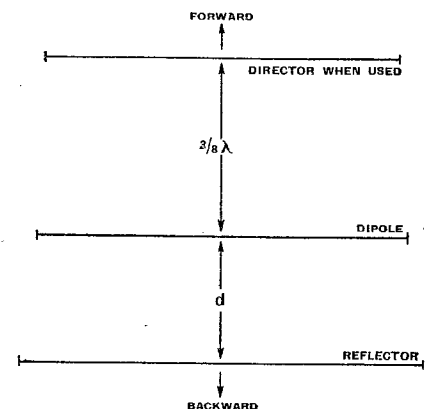 FORWARD
DIRECTOR WHEN USED
3/8 λ
DIPOLE
d
REFLECTOR
BACKWARD